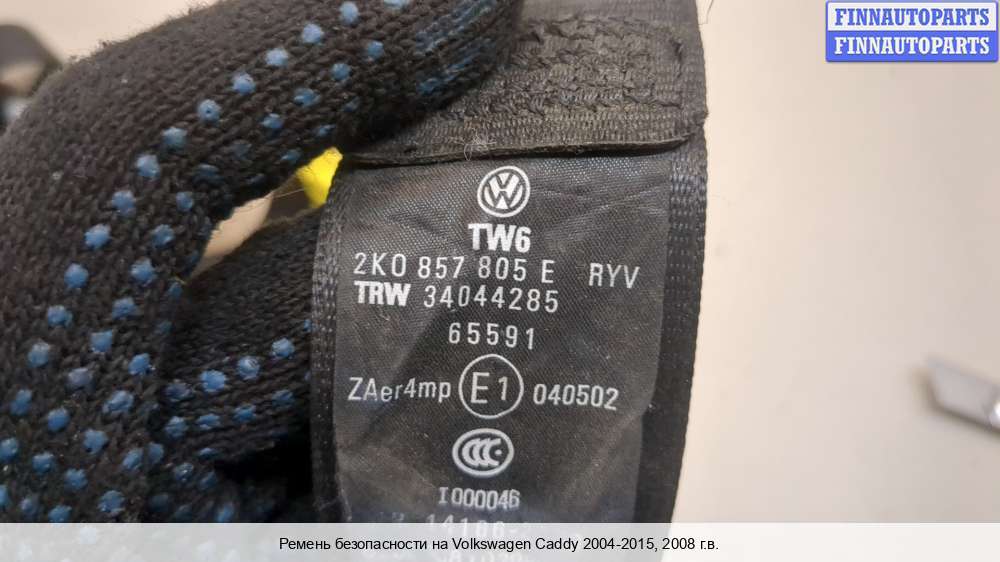 FINNAUTOPARTS
FINNAUTOPARTS
TW6
2K0 857 805 E RYV
TRW 34044285
65591
ZAer4mp E1 040502
CCC
I000046
Ремень безопасности на Volkswagen Caddy 2004-2015, 2008 г.в.